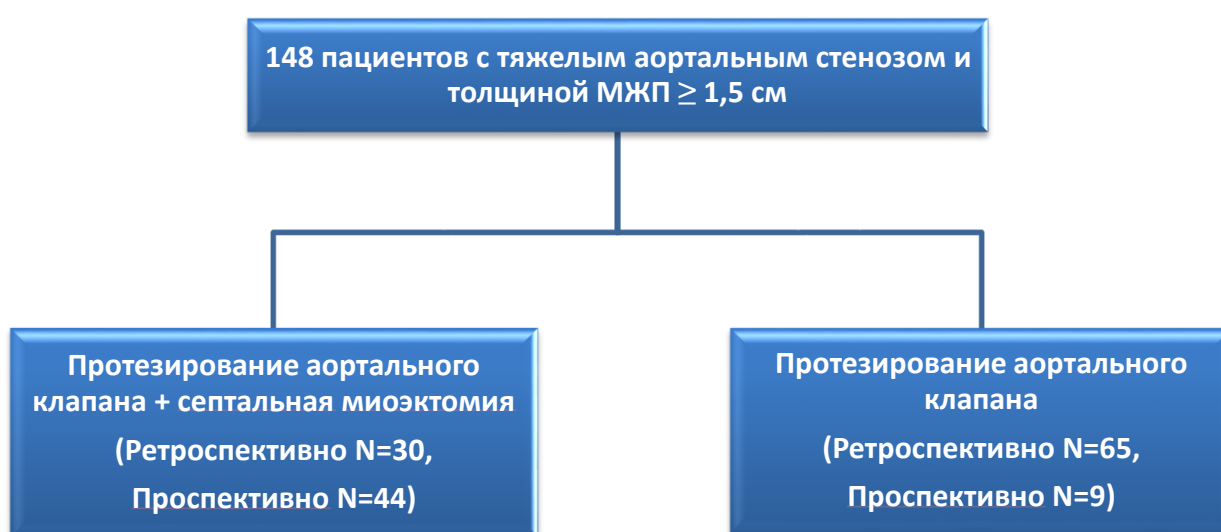 148 пациентов с тяжелым аортальным стенозом и
толщиной МЖП ≥ 1,5 см
Протезирование аортального
клапана + септальная миоэктомия
(Ретроспективно N=30,
Проспективно N=44)
Протезирование аортального
клапана
(Ретроспективно N=65,
Проспективно N=9)